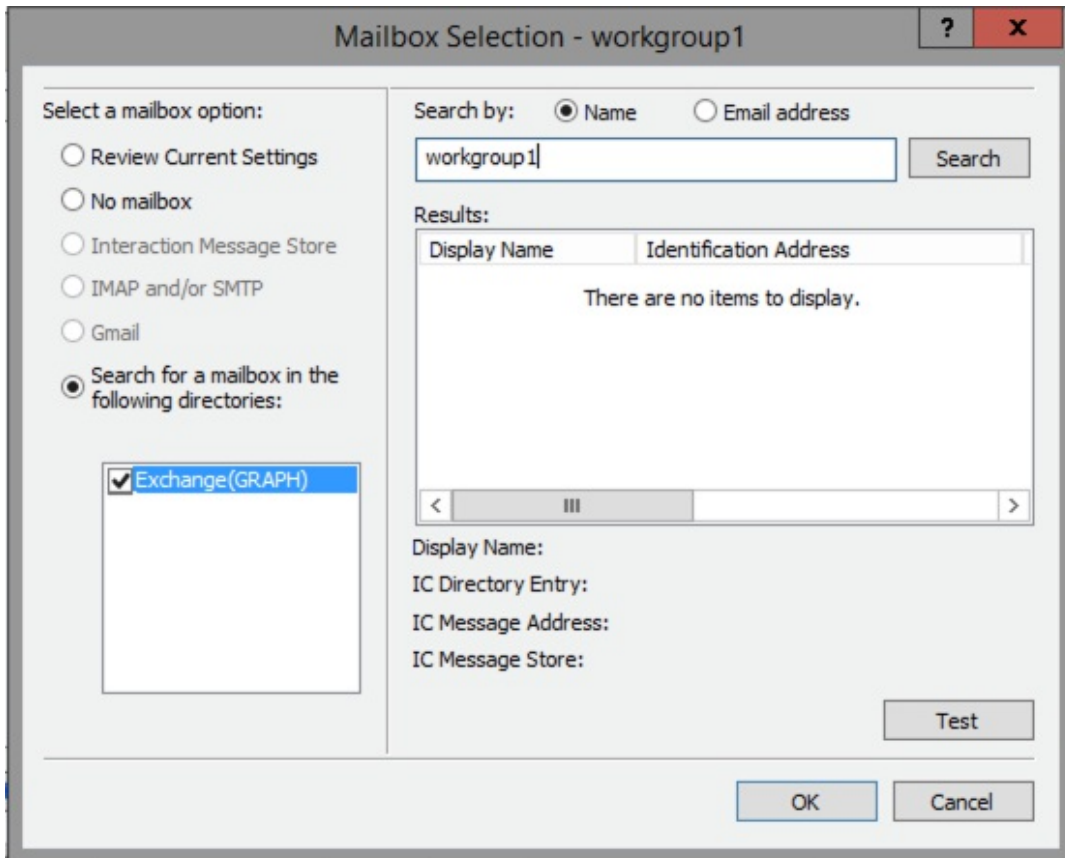 Mailbox Selection - workgroup1
?
x
Select a mailbox option:
Review Current Settings
No mailbox
Interaction Message Store
IMAP and/or SMTP
Gmail
Search for a mailbox in the
following directories:
Exchange(GRAPH)
Search by:
Name
Email address
workgroup1
Search
Results:
Display Name
Identification Address
There are no items to display.
Display Name:
IC Directory Entry:
IC Message Address:
IC Message Store:
Test
OK
Cancel